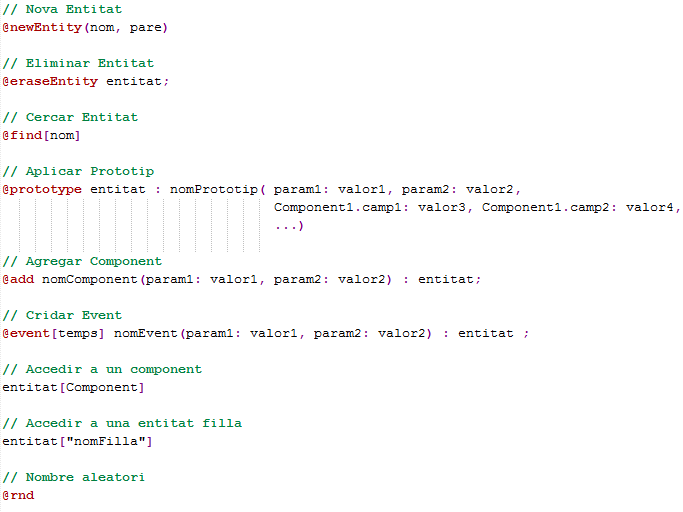 // Nova Entitat
@newEntity(nom, pare)
// Eliminar Entitat
@eraseEntity entitat;
// Cercar Entitat
@find[nom]
// Aplicar Prototip
@prototype entitat : nomPrototip( param1: valor1, param2: valor2,
Component1.camp1: valor3, Component1.camp2: valor4,
...)
// Agregar Component
@add nomComponent(param1: valor1, param2: valor2) : entitat;
// Cridar Event
@event[temps] nomEvent(param1: valor1, param2: valor2) : entitat ;
// Accedir a un component
entitat[Component]
// Accedir a una entitat filla
entitat["nomFilla"]
// Nombre aleatori
@rnd